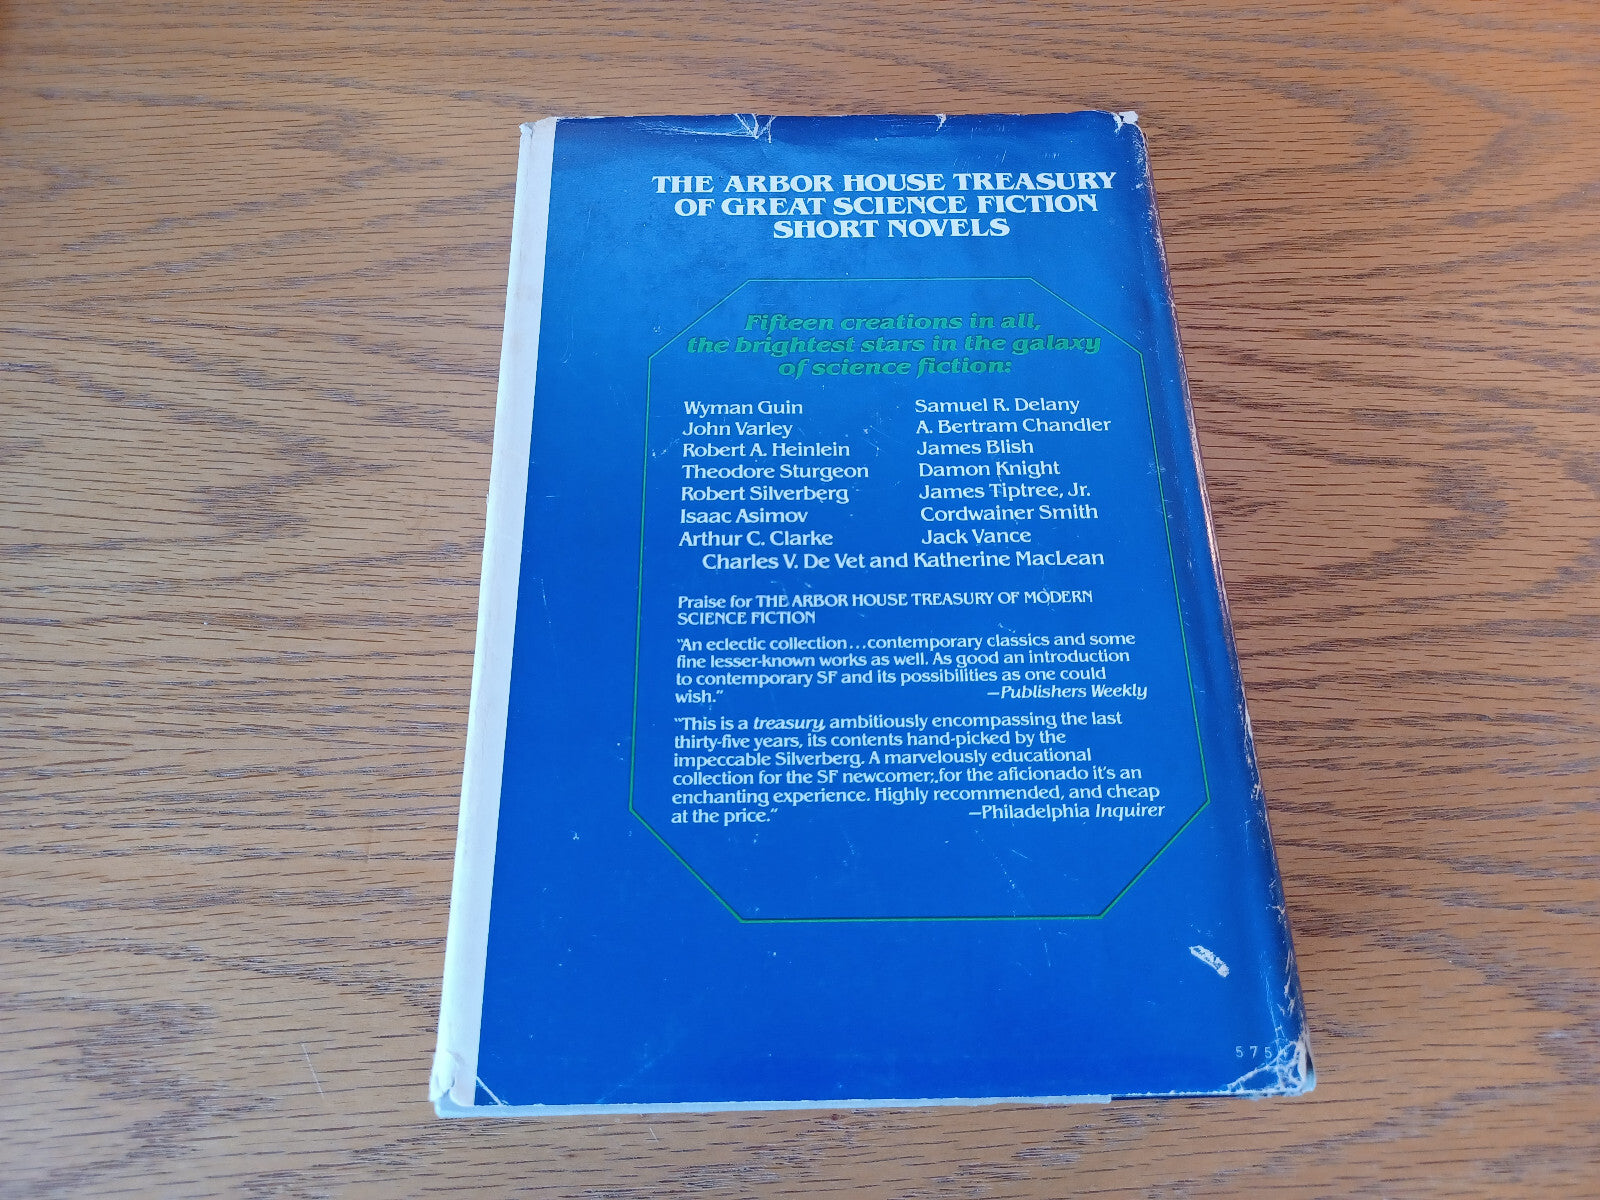 THE ARBOR HOUSE TREASURY
OF GREAT SCIENCE FICTION
SHORT NOVELS
Fifteen creations in all,
the brightest stars in the galaxy
of science fiction:
Wyman Guin
John Varley
Robert A. Heinlein
Theodore Sturgeon
Robert Silverberg
Isaac Asimov
Arthur C. Clarke
Samuel R. Delany
A. Bertram Chandler
James Blish
Damon Knight
James Tiptree, Jr.
Cordwainer Smith
Jack Vance
Charles V. De Vet and Katherine MacLean
Praise for THE ARBOR HOUSE TREASURY OF MODERN
SCIENCE FICTION
"An eclectic collection...contemporary classics and some
fine lesser-known works as well. As good an introduction
to contemporary SF and its possibilities as one could
wish." —Publishers Weekly
"This is a treasury, ambitiously encompassing the last
thirty-five years, its contents hand-picked by the
impeccable Silverberg. A marvelously educational
collection for the SF newcomer; for the aficionado it's an
enchanting experience. Highly recommended, and cheap
at the price." —Philadelphia Inquirer